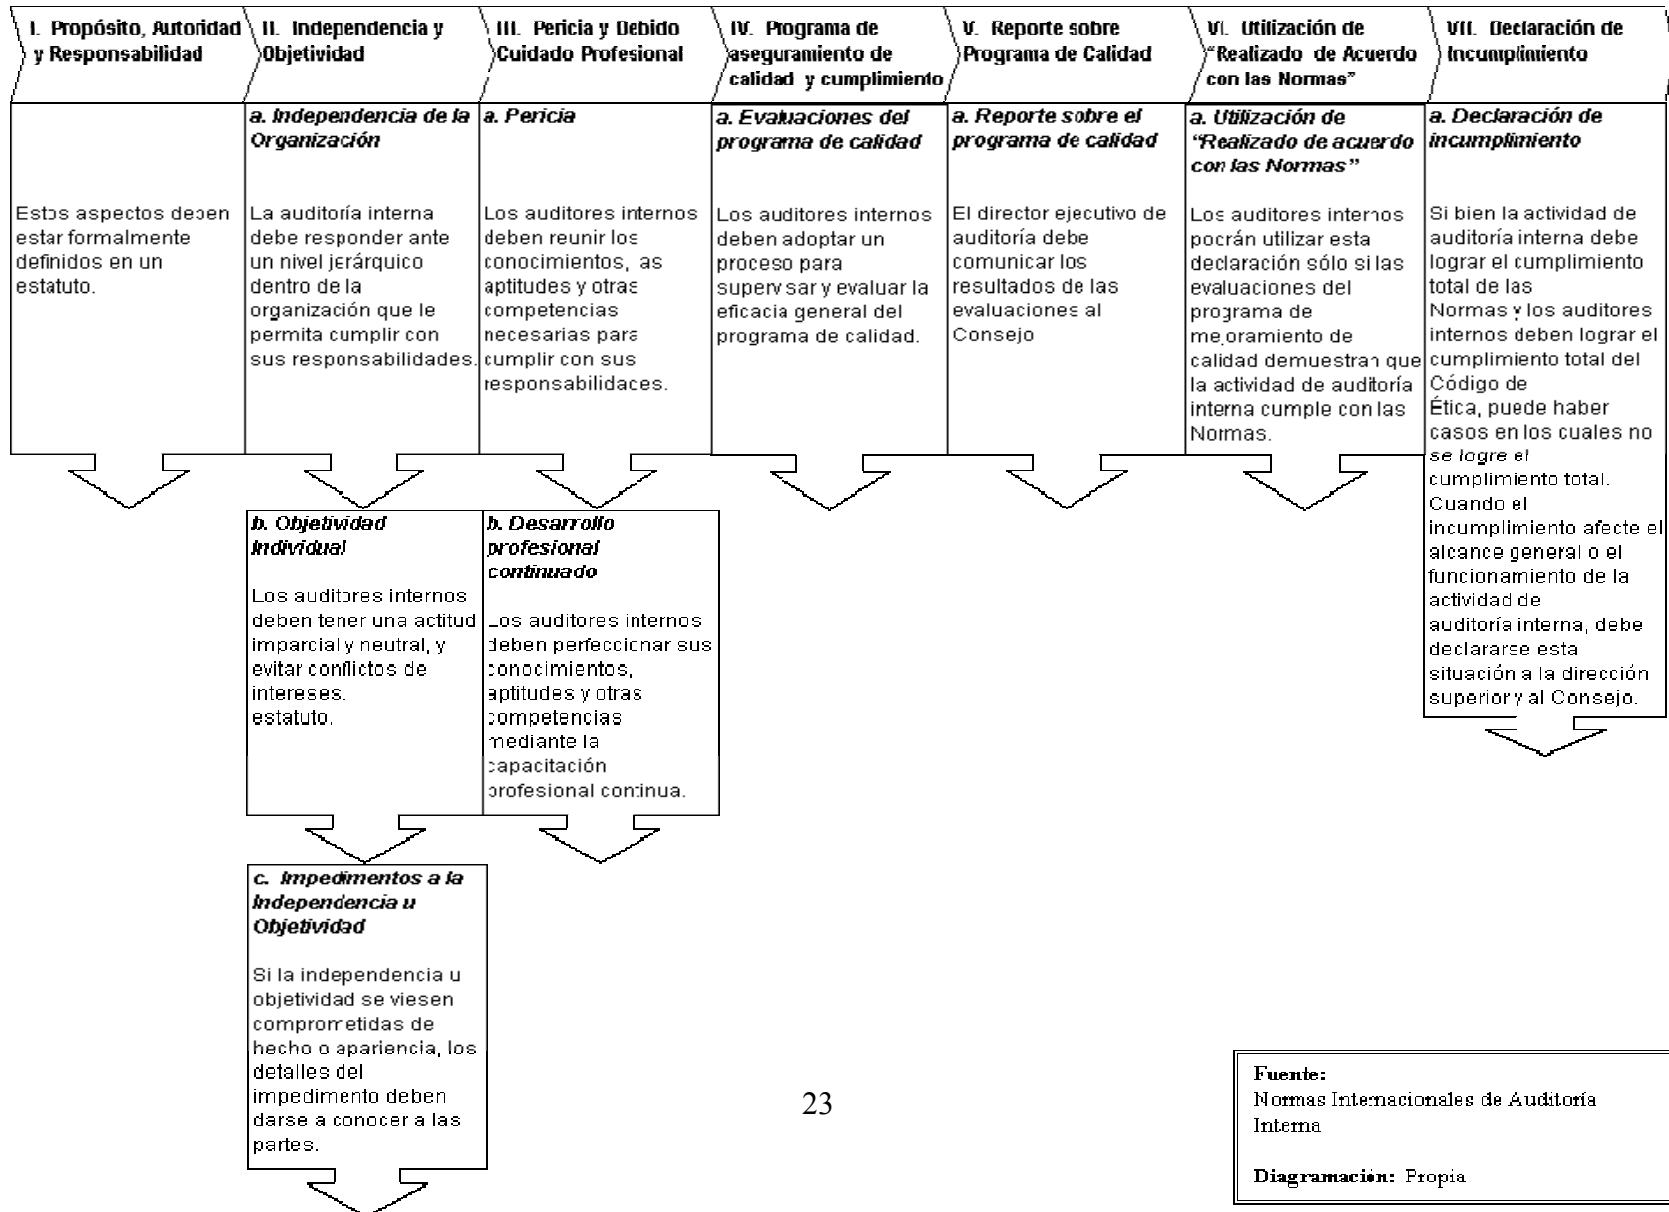 I. Propósito, Autoridad
y Responsabilidad
II. Independencia y
Objetividad
III. Pericia y Debido
Cuidado Profesional
IV. Programa de
aseguramiento de
calidad y cumplimiento
V. Reporte sobre
Programa de Calidad
VI. Utilización de
“Realizado de Acuerdo
con las Normas”
VII. Declaración de
Incumplimiento
Estos aspectos deben
estar formalmente
definidos en un
estatuto.
a. Independencia de la
Organización
La auditoría interna
debe responder ante
un nivel jerárquico
dentro de la
organización que le
permita cumplir con
sus responsabilidades.
b. Objetividad
Individual
Los auditores internos
deben tener una actitud
imparcial y neutral, y
evitar conflictos de
intereses.
estatuto.
c. Impedimentos a la
Independencia u
Objetividad
Si la independencia u
objetividad se viesen
comprometidas de
hecho o apariencia, los
detalles del
impedimento deben
darse a conocer a las
partes.
a. Pericia
Los auditores internos
deben reunir los
conocimientos, las
aptitudes y otras
competencias
necesarias para
cumplir con sus
responsabilidades.
b. Desarrollo
profesional
continuado
Los auditores internos
deben perfeccionar sus
conocimientos,
aptitudes y otras
competencias
mediante la
capacitación
profesional continua.
a. Evaluaciones del
programa de calidad
Los auditores internos
deben adoptar un
proceso para
supervisar y evaluar la
eficacia general del
programa de calidad.
a. Reporte sobre el
programa de calidad
El director ejecutivo de
auditoría debe
comunicar los
resultados de las
evaluaciones al
Consejo
a. Utilización de
“Realizado de acuerdo
con las Normas”
Los auditores internos
podrán utilizar esta
declaración sólo si las
evaluaciones del
programa de
mejoramiento de
calidad demuestran que
la actividad de auditoría
interna cumple con las
Normas.
a. Declaración de
incumplimiento
Si bien la actividad de
auditoría interna debe
lograr el cumplimiento
total de las
Normas y los auditores
internos deben lograr el
cumplimiento total del
Código de
Ética, puede haber
casos en los cuales no
se logre el
cumplimiento total.
Cuando el
incumplimiento afecte el
alcance general o el
funcionamiento de la
actividad de
auditoría interna, debe
declararse esta
situación a la dirección
superior y al Consejo.
23
Fuente:
Normas Internacionales de Auditoría
Interna
Diagramación: Propia